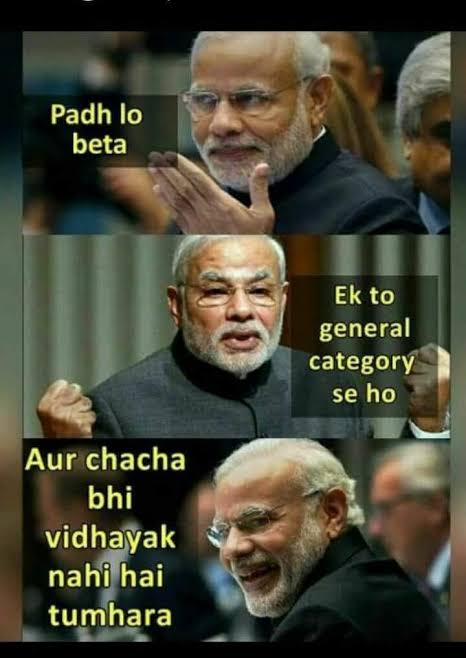 Padh lo
beta
Ek to
general
category
se ho
Aur chacha
bhi
vidhayak
nahi hai
tumhara